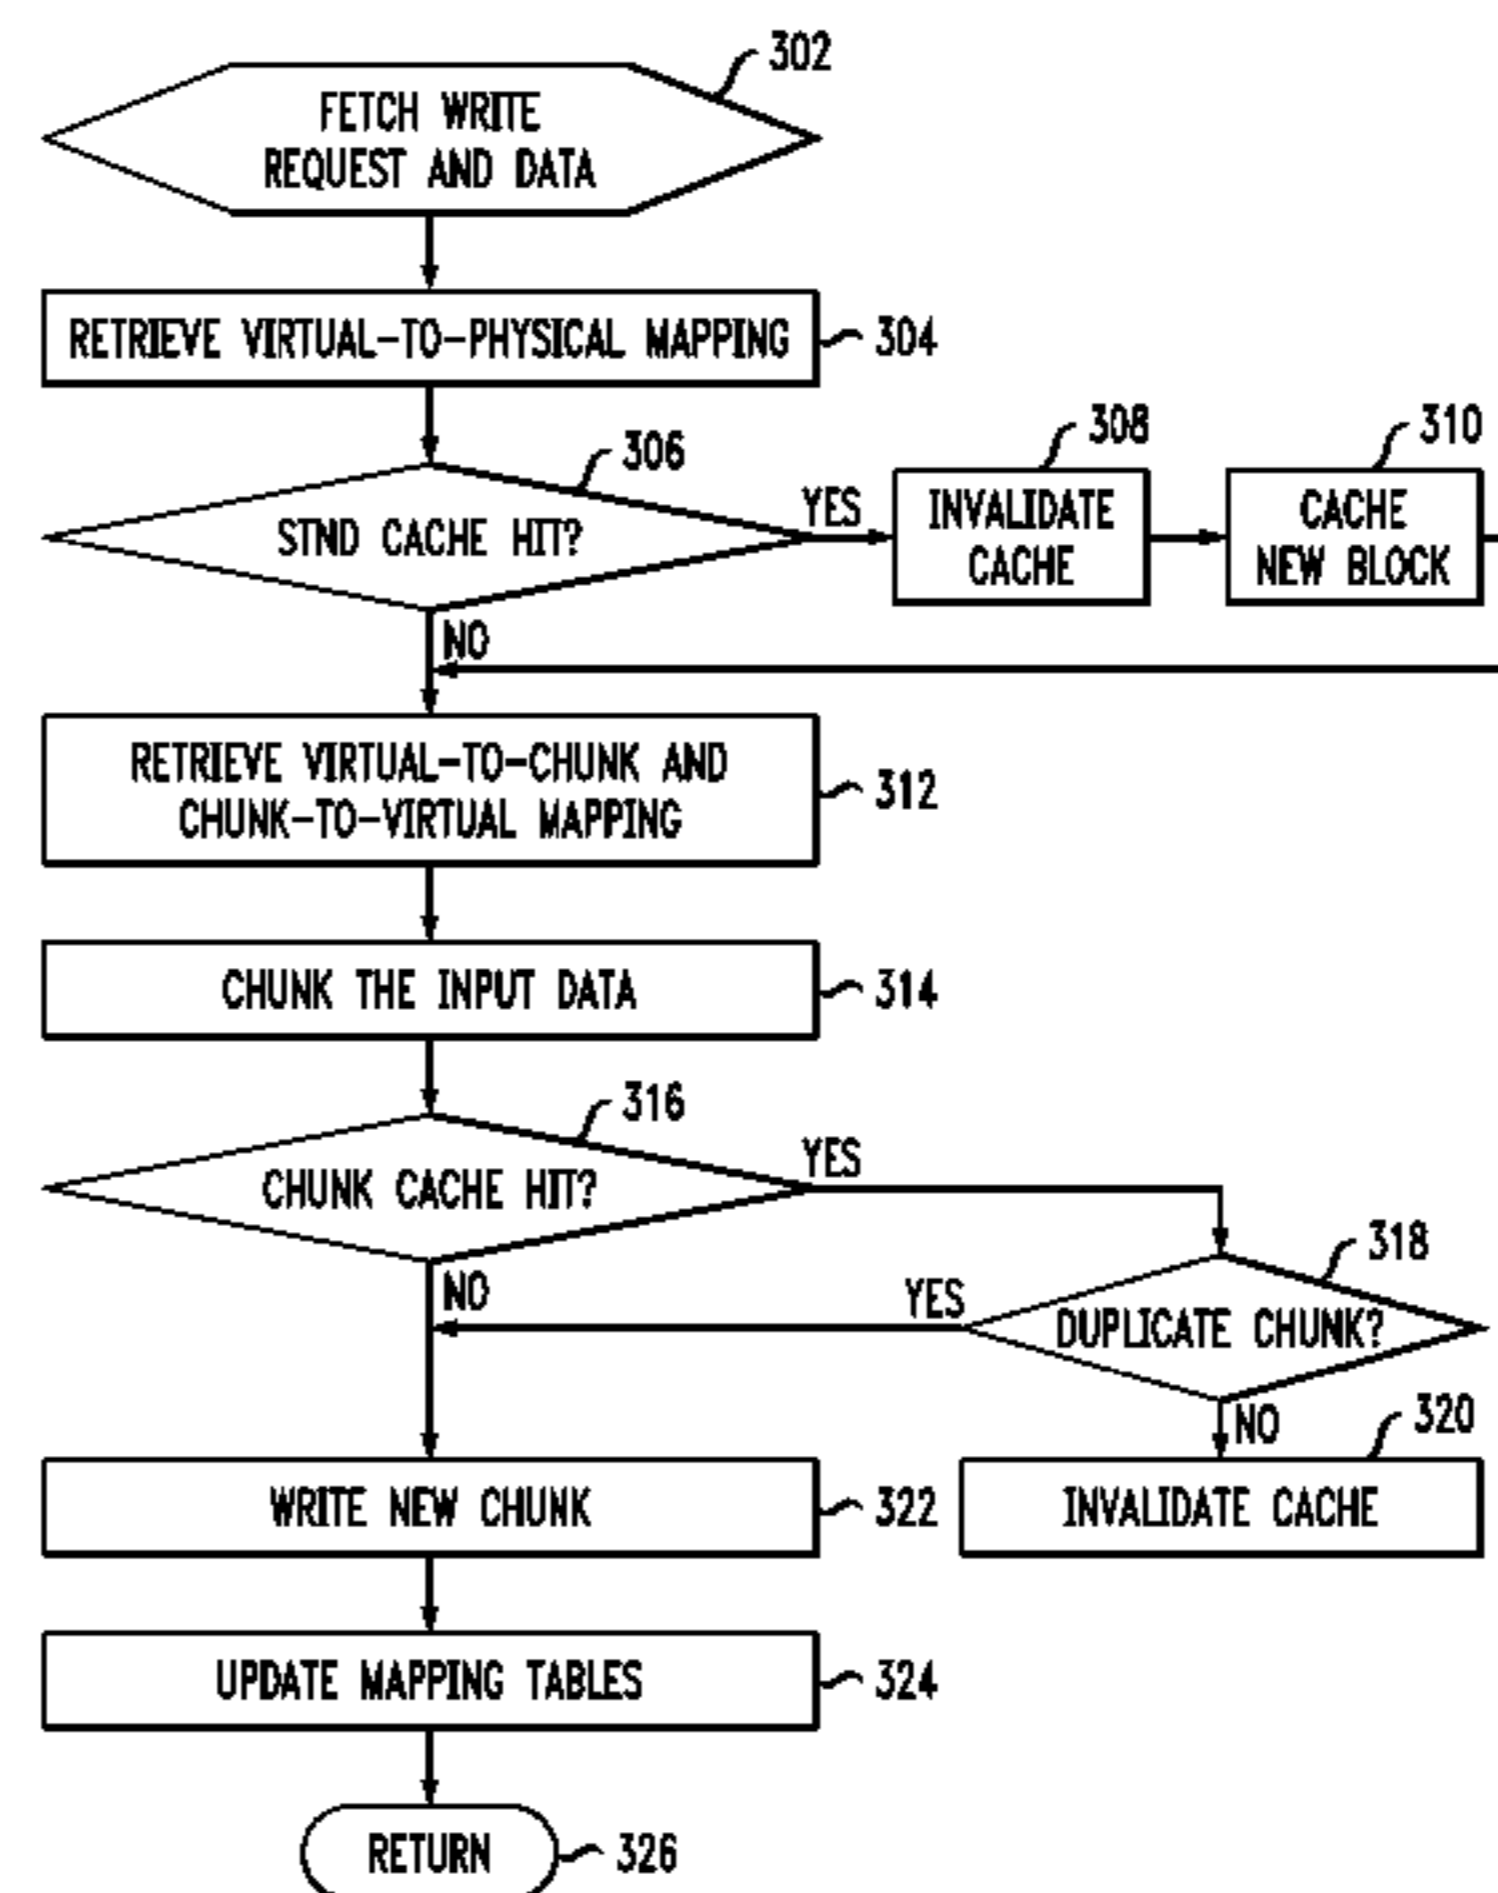 302
FETCH WRITE
REQUEST AND DATA
RETRIEVE VIRTUAL-TO-PHYSICAL MAPPING
304
306
308
310
STND CACHE HIT?
YES
INVALIDATE
CACHE
CACHE
NEW BLOCK
NO
RETRIEVE VIRTUAL-TO-CHUNK AND
CHUNK-TO-VIRTUAL MAPPING
312
CHUNK THE INPUT DATA
314
316
CHUNK CACHE HIT?
YES
318
NO
YES
DUPLICATE CHUNK?
NO
320
WRITE NEW CHUNK
322
INVALIDATE CACHE
UPDATE MAPPING TABLES
324
RETURN
326